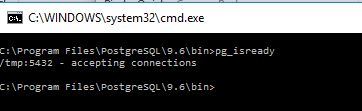 C:\WINDOWS\system32\cmd.exe
C:\Program Files\PostgreSQL\9.6\bin>pg_isready
/tmp:5432 - accepting connections
C:\Program Files\PostgreSQL\9.6\bin>